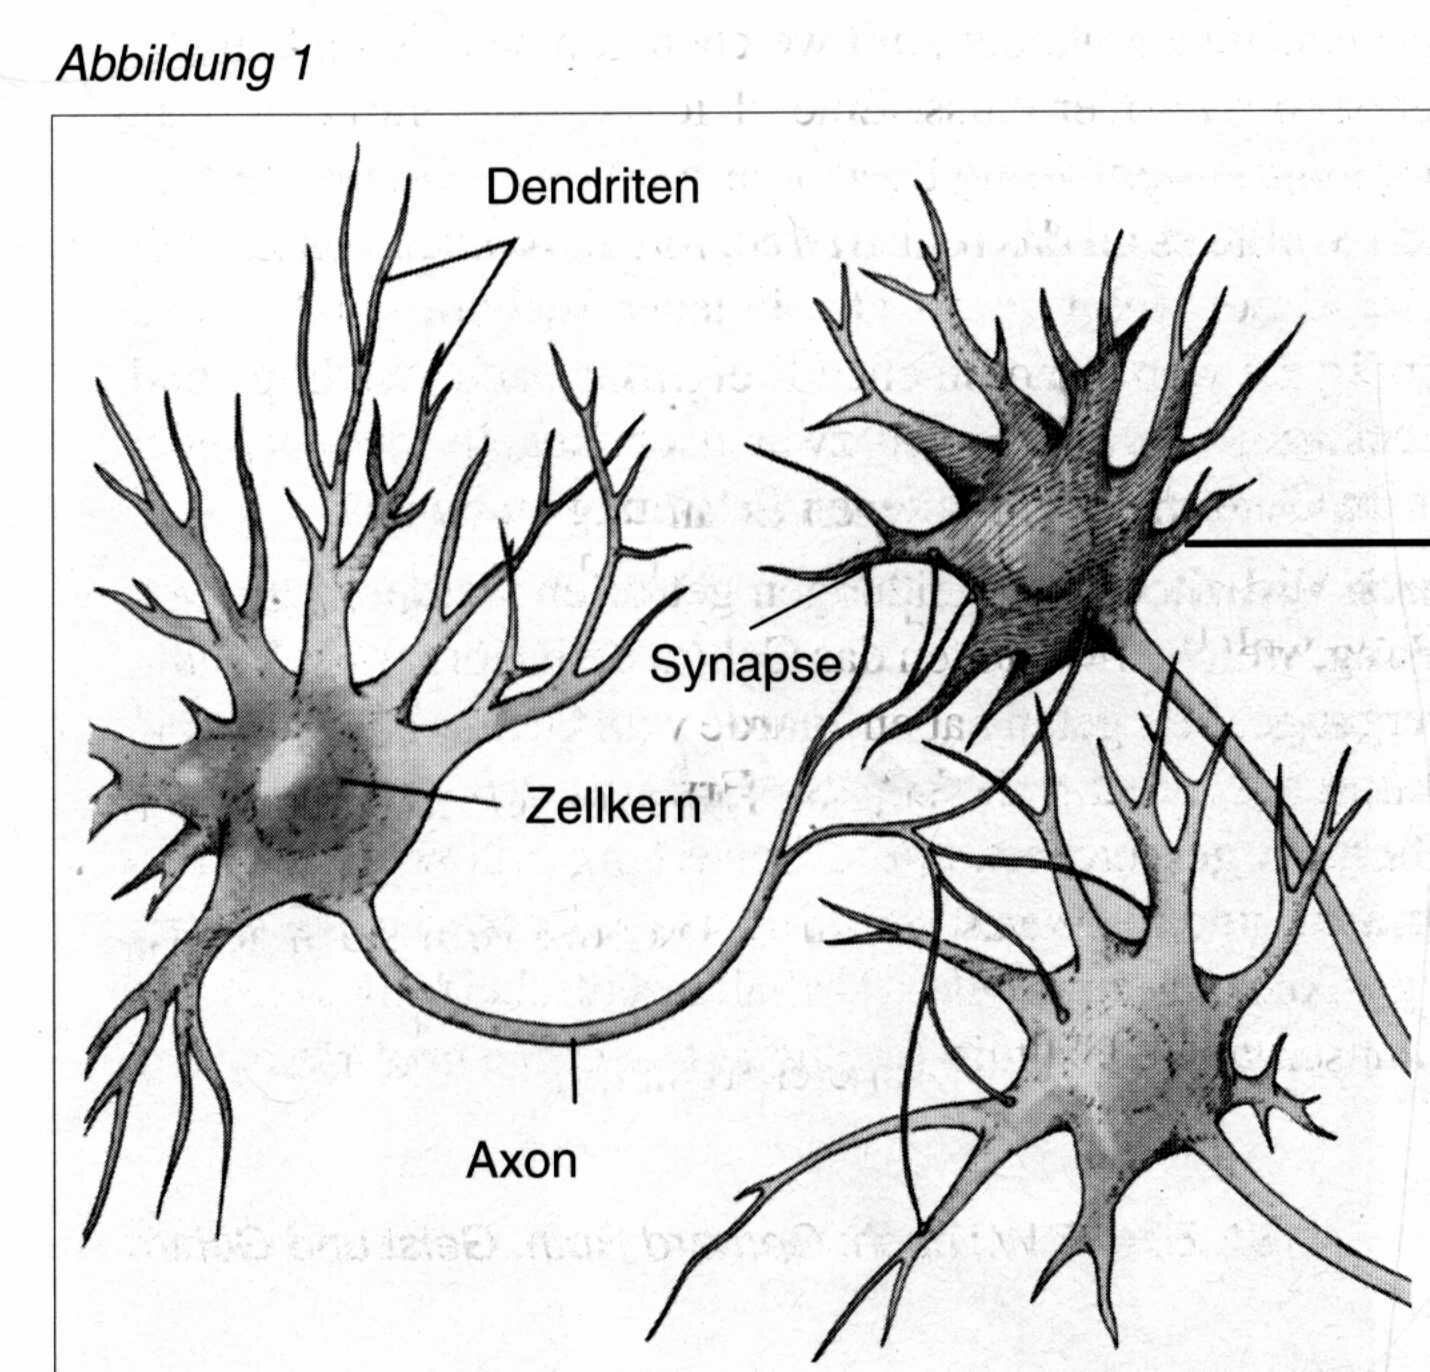 Abbildung 1
Dendriten
Synapse
Zellkern
Axon